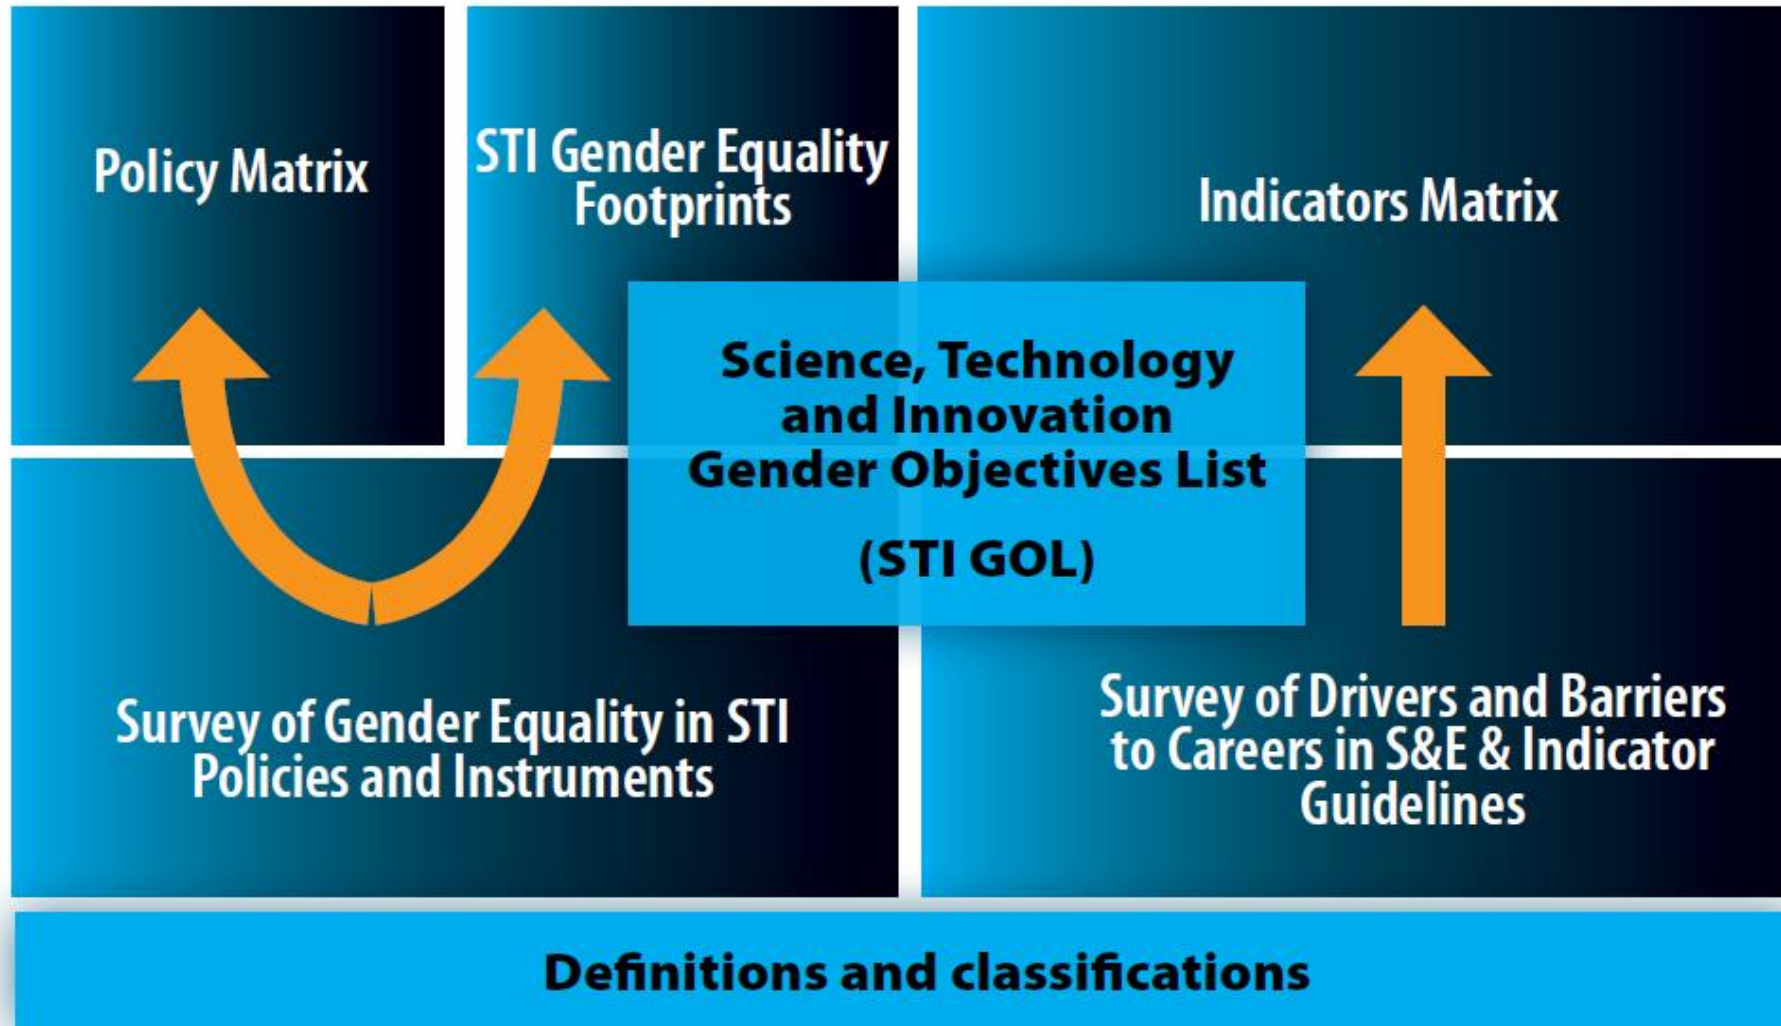 Policy Matrix
STI Gender Equality
Footprints
Indicators Matrix
Science, Technology
and Innovation
Gender Objectives List
(STI GOL)
Survey of Gender Equality in STI
Policies and Instruments
Survey of Drivers and Barriers
to Careers in S&E & Indicator
Guidelines
Definitions and classifications